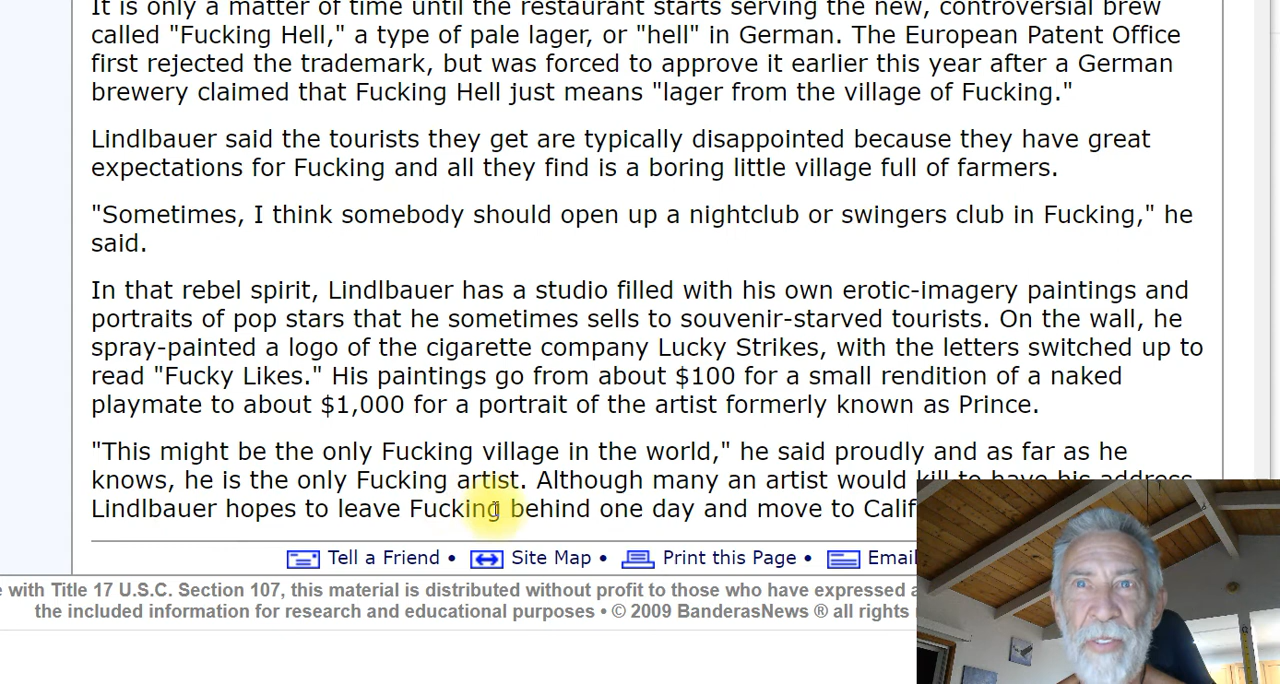 It is only a matter of time until the restaurant starts serving the new, controversial brew
called "Fucking Hell," a type of pale lager, or "hell" in German. The European Patent Office
first rejected the trademark, but was forced to approve it earlier this year after a German
brewery claimed that Fucking Hell just means "lager from the village of Fucking."
Lindlbauer said the tourists they get are typically disappointed because they have great
expectations for Fucking and all they find is a boring little village full of farmers.
"Sometimes, I think somebody should open up a nightclub or swingers club in Fucking," he
said.
In that rebel spirit, Lindlbauer has a studio filled with his own erotic-imagery paintings and
portraits of pop stars that he sometimes sells to souvenir-starved tourists. On the wall, he
spray-painted a logo of the cigarette company Lucky Strikes, with the letters switched up to
read "Fucky Likes." His paintings go from about $100 for a small rendition of a naked
playmate to about $1,000 for a portrait of the artist formerly known as Prince.
"This might be the only Fucking village in the world," he said proudly and as far as he
knows, he is the only Fucking artist. Although many an artist would kill to have his address
Lindlbauer hopes to leave Fucking behind one day and move to Calif
Tell a Friend • Site Map • Print this Page • Email
with Title 17 U.S.C. Section 107, this material is distributed without profit to those who have expressed a
the included information for research and educational purposes • © 2009 BanderasNews ® all rights